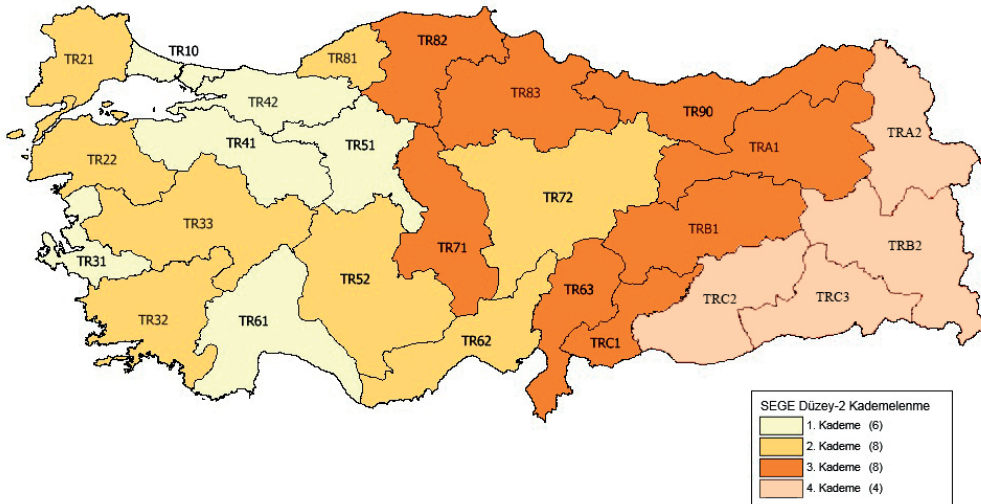 TR82
TR10
TR21
TR81
TR42
TR83
TR90
TRA2
TR41
TR51
TRA1
TR22
TR72
TR33
TRB1
TR71
TRB2
TR31
TR52
TR63
TRC2
TRC3
TR32
TR61
TR62
TRC1
SEGE Düzey-2 Kademelenme
1. Kademe (6)
2. Kademe (8)
3. Kademe (8)
4. Kademe (4)